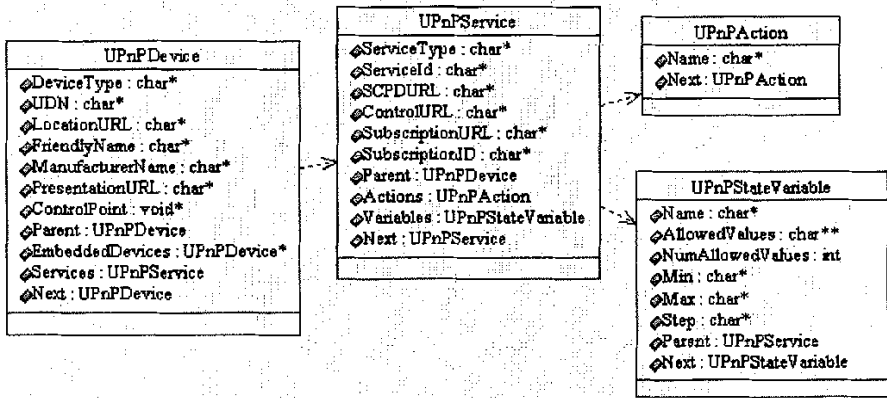 UPnPDevice
DeviceType : char*
UDN : char*
LocationURL : char*
FriendlyName : char*
ManufacturerName : char*
PresentationURL : char*
ControlPoint : void*
Parent : UPnPDevice
EmbeddedDevices : UPnPDevice*
Services : UPnPService
Next : UPnPDevice
UPnPService
ServiceType : char*
ServiceId : char*
SCPDURL : char*
ControlURL : char*
SubscriptionURL : char*
SubscriptionID : char*
Parent : UPnPDevice
Actions : UPnPAction
Variables : UPnPStateVariable
Next : UPnPService
UPnPAction
Name : char*
Next : UPnPAction
UPnPStateVariable
Name : char*
AllowedValues : char**
NumAllowedValues : int
Min : char*
Max : char*
Step : char*
Parent : UPnPService
Next : UPnPStateVariable